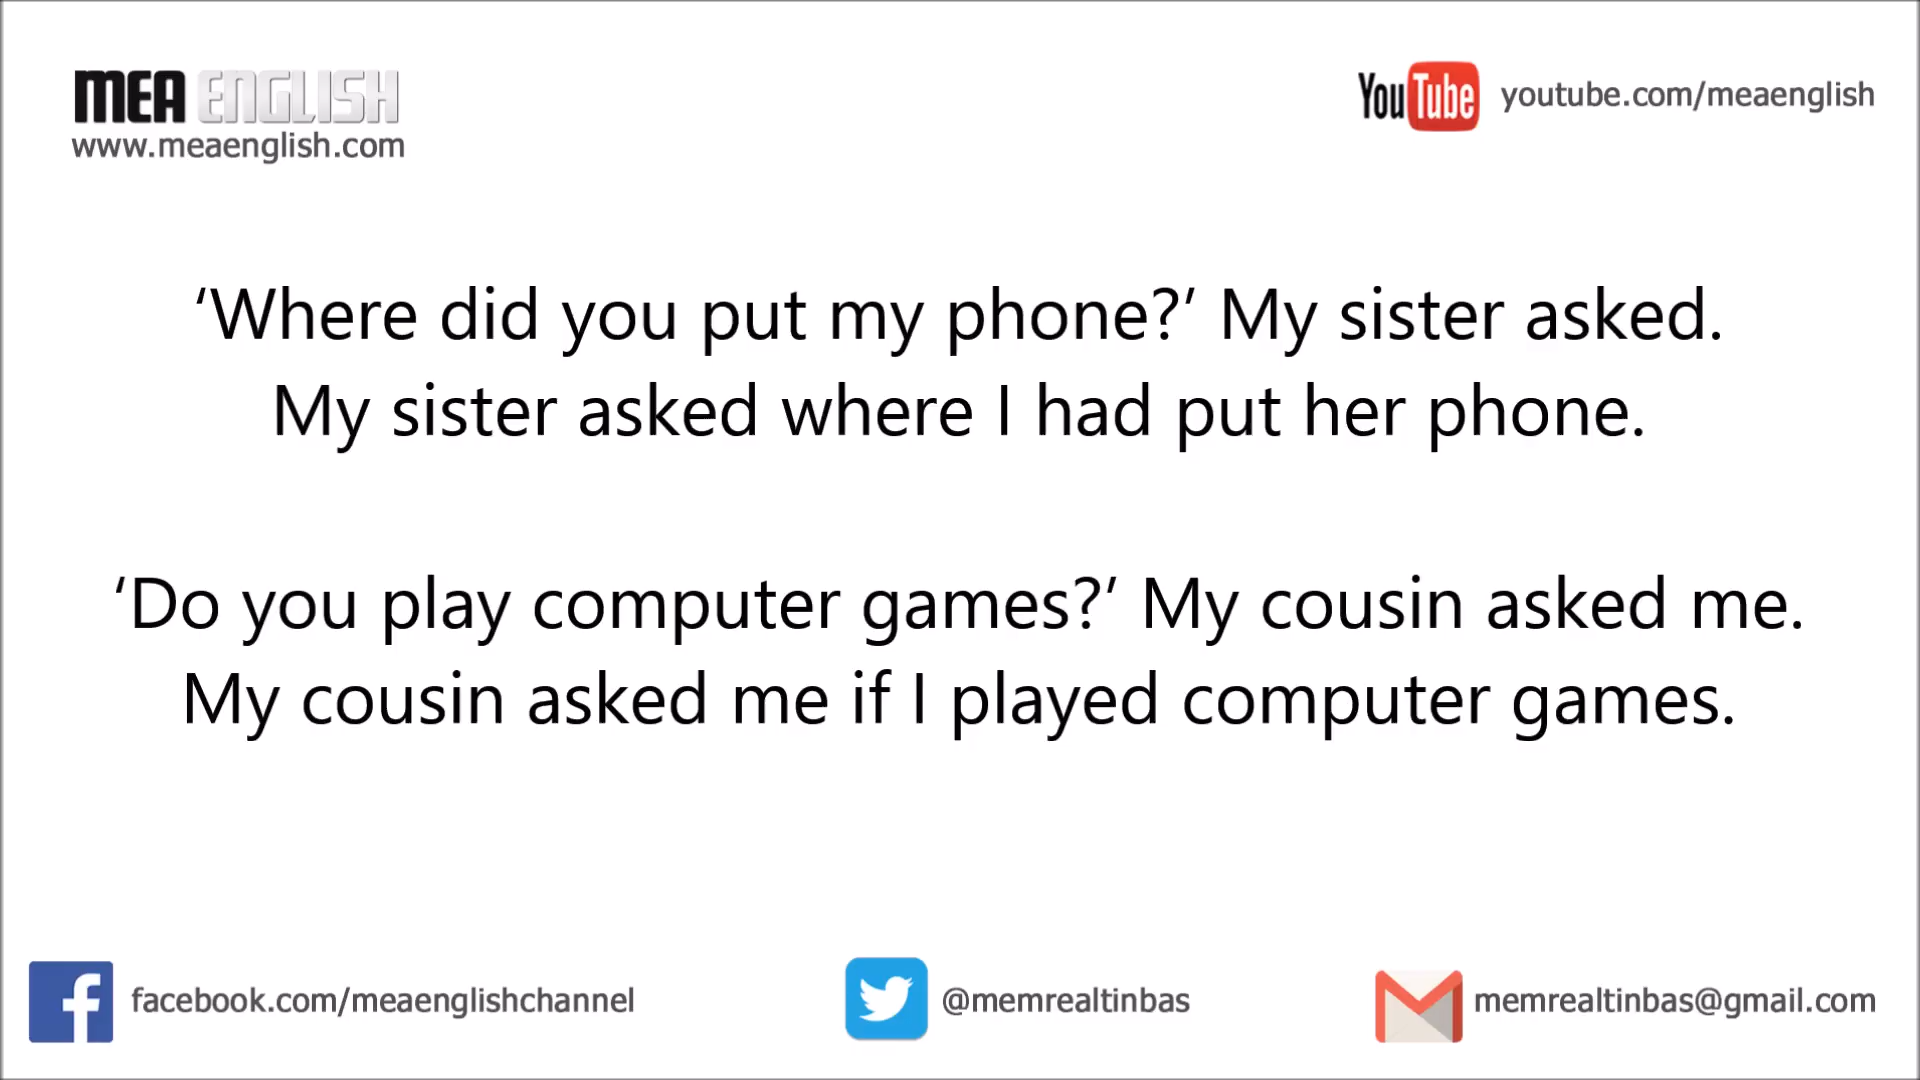 MEA ENGLISH
www.meaenglish.com
YouTube youtube.com/meaenglish
‘Where did you put my phone?’ My sister asked.
My sister asked where I had put her phone.
‘Do you play computer games?’ My cousin asked me.
My cousin asked me if I played computer games.
facebook.com/meaenglishchannel
@memrealtinbas
memrealtinbas@gmail.com